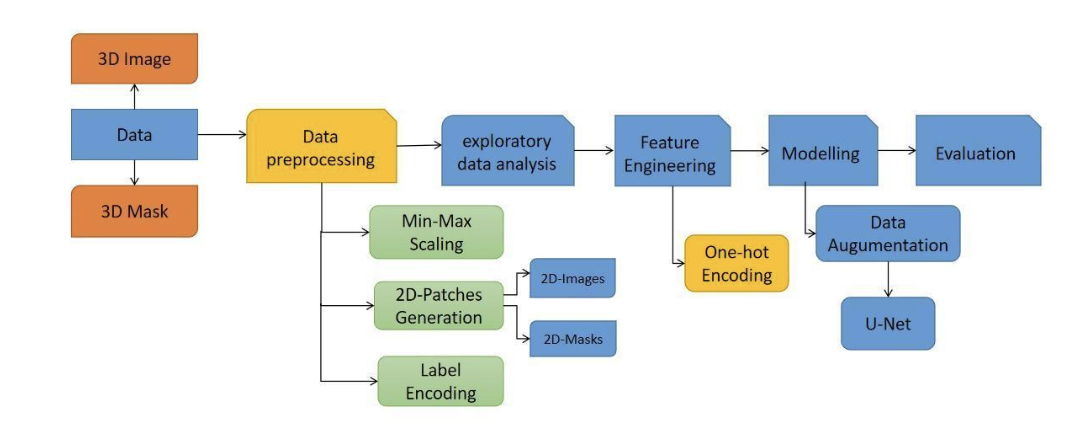 3D Image
Data
3D Mask
Data
preprocessing
Min-Max
Scaling
2D-Patches
Generation
2D-Images
2D-Masks
Label
Encoding
exploratory
data analysis
Feature
Engineering
One-hot
Encoding
Modelling
Data
Augumentation
U-Net
Evaluation